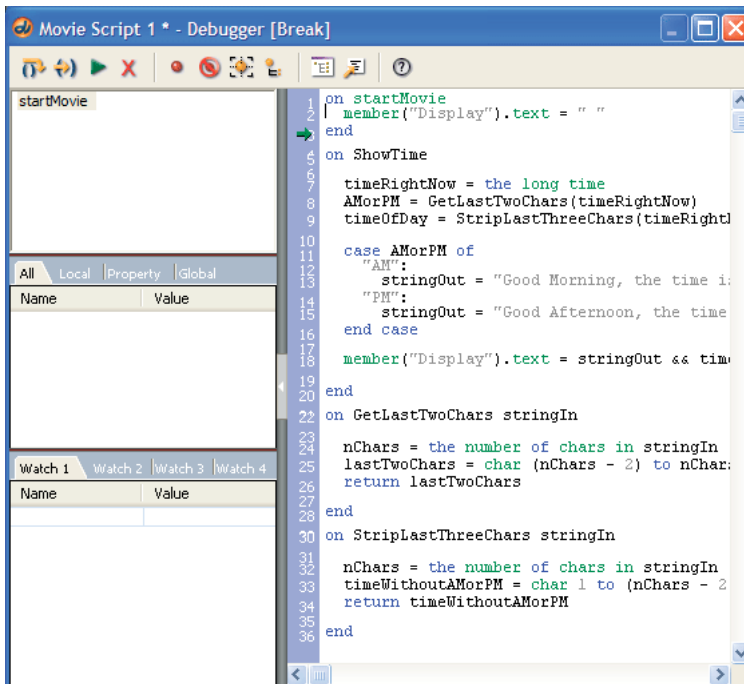 Movie Script 1 * - Debugger [Break]
startMovie
All Local Property Global
Name Value
Watch 1 Watch 2 Watch 3 Watch 4
Name Value
1 on startMovie
2 member("Display").text = " "
end
4
5 on ShowTime
6
7 timeRightNow = the long time
8 AMorPM = GetLastTwoChars(timeRightNow)
9 timeOfDay = StripLastThreeChars(timeRight
10
11 case AMorPM of
12 "AM":
13 stringOut = "Good Morning, the time is
14 "PM":
15 stringOut = "Good Afternoon, the time
16 end case
17
18 member("Display").text = stringOut &&
19
20 end
22 on GetLastTwoChars stringIn
23
24 nChars = the number of chars in stringIn
25 lastTwoChars = char (nChars - 2) to
26 return lastTwoChars
27
28 end
30 on StripLastThreeChars stringIn
31
32 nChars = the number of chars in stringIn
33 timeWithoutAMorPM = char 1 to (nChars - 2
34 return timeWithoutAMorPM
35
36 end